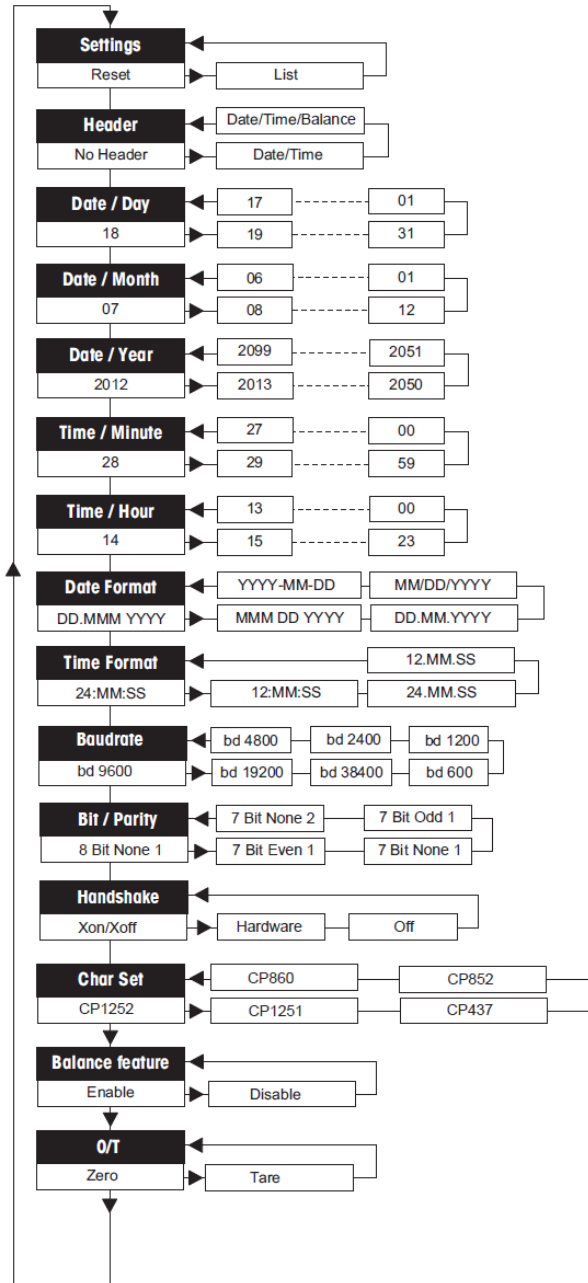 Settings
Reset
List
Header
Date/Time/Balance
No Header
Date/Time
Date / Day
17
01
18
19
31
Date / Month
06
01
07
08
12
Date / Year
2099
2051
2012
2013
2050
Time / Minute
27
00
28
29
59
Time / Hour
13
00
14
15
23
Date Format
YYYY-MM-DD
MM/DD/YYYY
DD.MMM YYYY
MMM DD YYYY
DD.MM.YYYY
Time Format
12.MM.SS
24:MM:SS
12:MM:SS
24.MM.SS
Baudrate
bd 4800
bd 2400
bd 1200
bd 9600
bd 19200
bd 38400
bd 600
Bit / Parity
7 Bit None 2
7 Bit Odd 1
8 Bit None 1
7 Bit Even 1
7 Bit None 1
Handshake
Xon/Xoff
Hardware
Off
Char Set
CP860
CP852
CP1252
CP1251
CP437
Balance feature
Enable
Disable
0/T
Zero
Tare